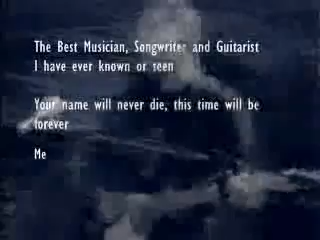 The Best Musician, Songwriter and Guitarist
I have ever known or seen
Your name will never die, this time will be
forever
Me